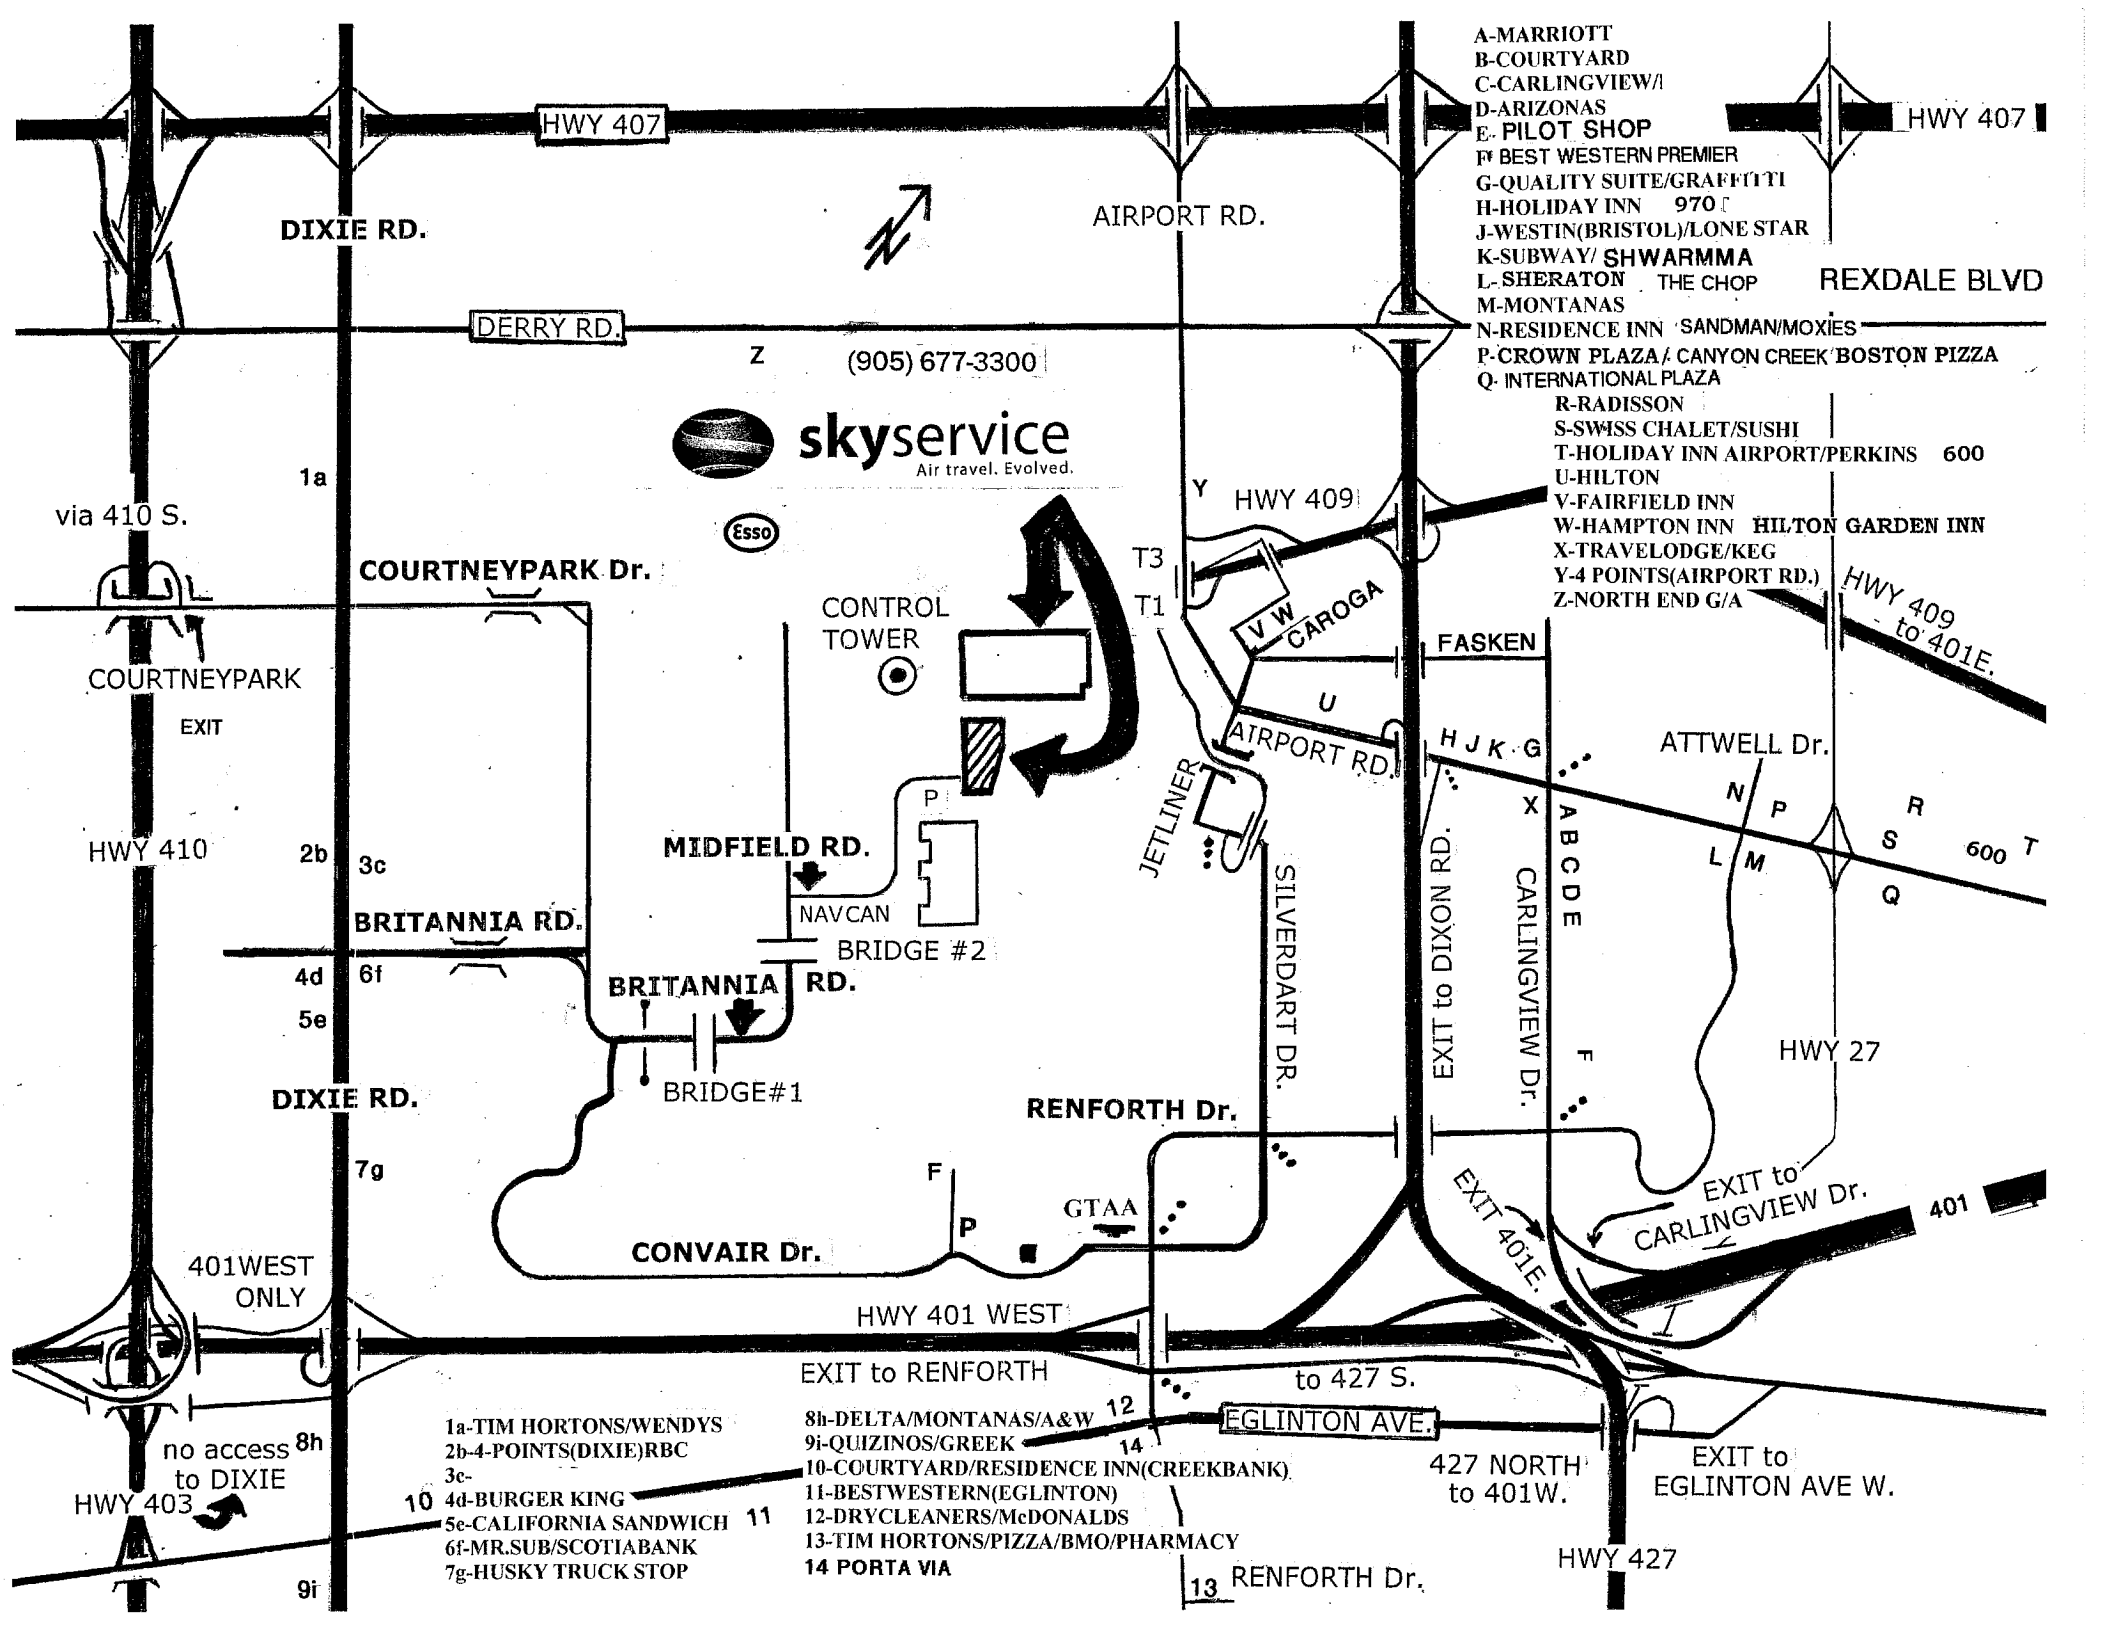 A-MARRIOTT
B-COURTYARD
C-CARLINGVIEW/
D-ARIZONAS
E- PILOT SHOP
F BEST WESTERN PREMIER
G-QUALITY SUITE/GRAFFITTI
H-HOLIDAY INN 970
J-WESTIN(BRISTOL)/LONE STAR
K-SUBWAY/ SHWARMMA
L-SHERATON THE CHOP
M-MONTANAS
N-RESIDENCE INN SANDMAN/MOXIES
P-CROWN PLAZA/ CANYON CREEK BOSTON PIZZA
Q- INTERNATIONAL PLAZA
R-RADISSON
S-SWISS CHALET/SUSHI
T-HOLIDAY INN AIRPORT/PERKINS 600
U-HILTON
V-FAIRFIELD INN
W-HAMPTON INN HILTON GARDEN INN
X-TRAVELODGE/KEG
Y-4 POINTS(AIRPORT RD.)
Z-NORTH END G/A
HWY 407
HWY 407
DIXIE RD.
AIRPORT RD.
REXDALE BLVD
DERRY RD.
Z
(905) 677-3300
skyservice
Air travel. Evolved.
Esso
1a
via 410 S.
Y
HWY 409
T3
T1
COURTNEYPARK Dr.
CONTROL
TOWER
V W
CAROGA
FASKEN
HWY 409
to 401E.
COURTNEYPARK
EXIT
U
AIRPORT RD.
H J K G
ATTWELL Dr.
JETLINER
P
X
N P
R
S
600 T
L M
Q
A B C D E
HWY 410
2b
3c
MIDFIELD RD.
NAVCAN
BRITANNIA RD.
BRIDGE #2
4d
6f
5e
BRITANNIA RD.
BRIDGE#1
SILVERDART DR.
EXIT to DIXON RD.
CARLINGVIEW Dr.
F
HWY 27
DIXIE RD.
RENFORTH Dr.
7g
F
P
GTAA
CONVAIR Dr.
EXIT 401E.
EXIT to
CARLINGVIEW Dr.
401
401WEST
ONLY
HWY 401 WEST
EXIT to RENFORTH
to 427 S.
12
EGLINTON AVE.
14
427 NORTH
to 401W.
EXIT to
EGLINTON AVE W.
no access
to DIXIE
8h
HWY 403
10
11
9i
1a-TIM HORTONS/WENDYS
2b-4-POINTS(DIXIE)RBC
3c-
4d-BURGER KING
5e-CALIFORNIA SANDWICH
6f-MR.SUB/SCOTIABANK
7g-HUSKY TRUCK STOP
8h-DELTA/MONTANAS/A&W
9i-QUIZINOS/GREEK
10-COURTYARD/RESIDENCE INN(CREEKBANK)
11-BESTWESTERN(EGLINTON)
12-DRYCLEANERS/McDONALDS
13-TIM HORTONS/PIZZA/BMO/PHARMACY
14 PORTA VIA
HWY 427
13
RENFORTH Dr.